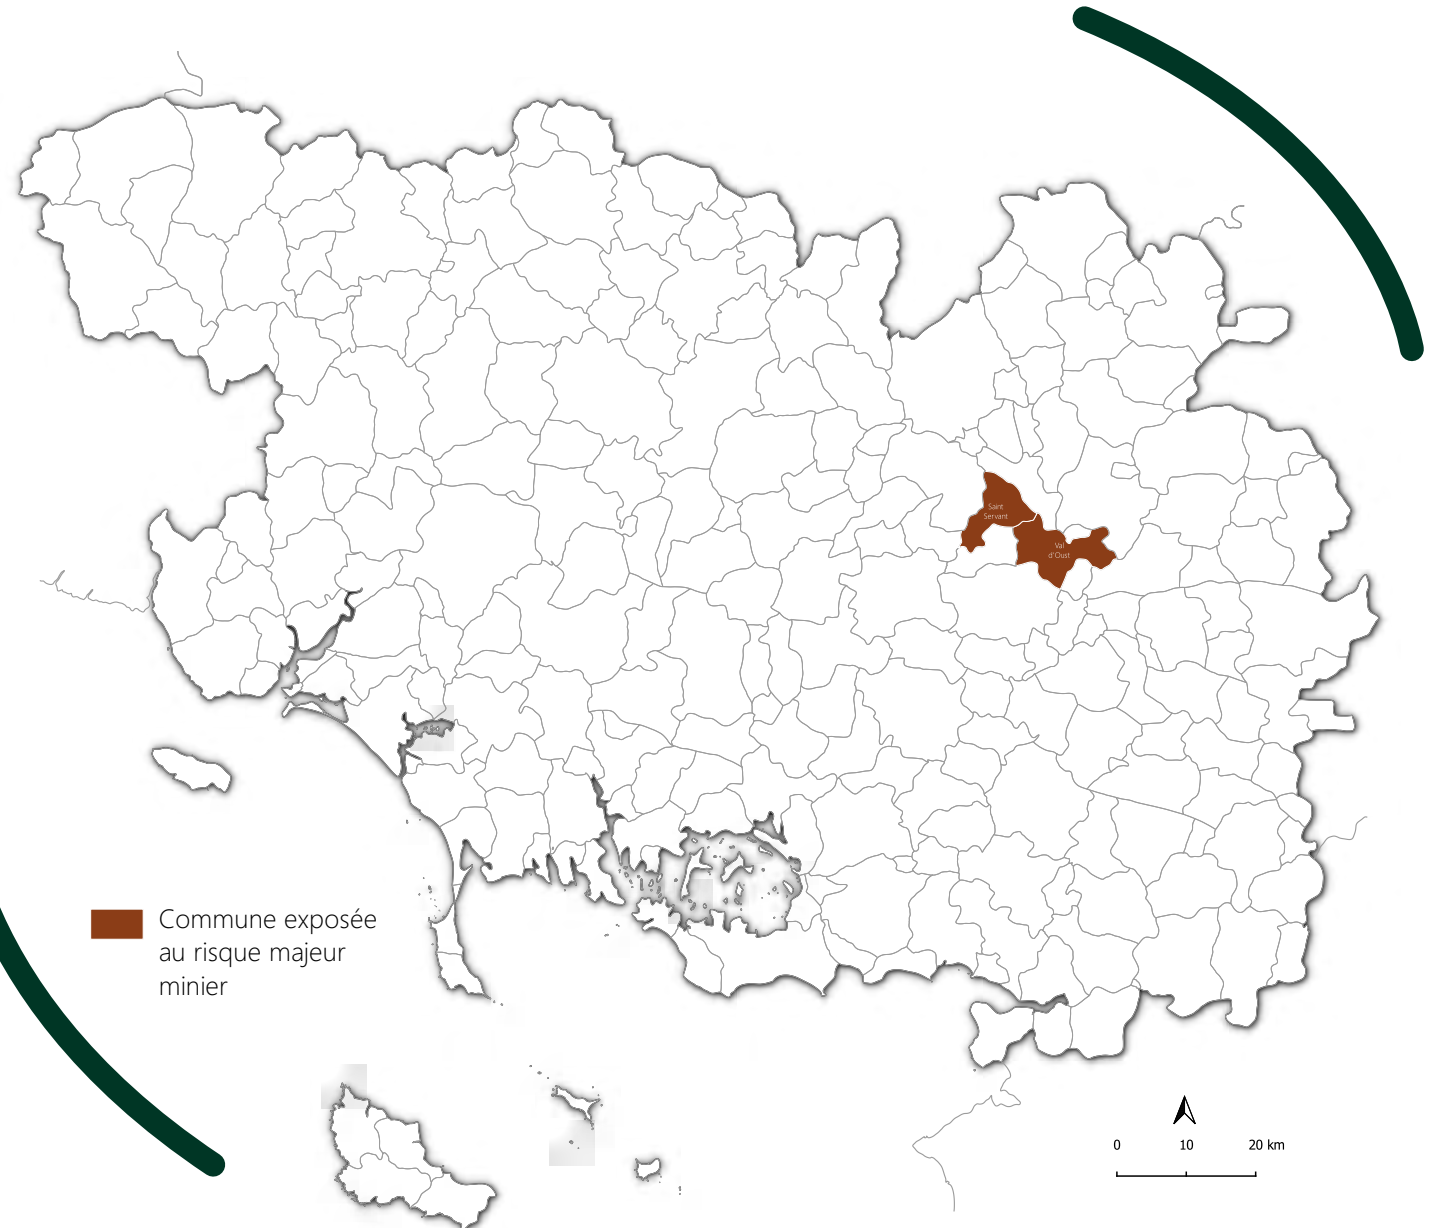 Saint
Servant
Val
d'Oust
Commune exposée
au risque majeur
minier
0 10 20 km